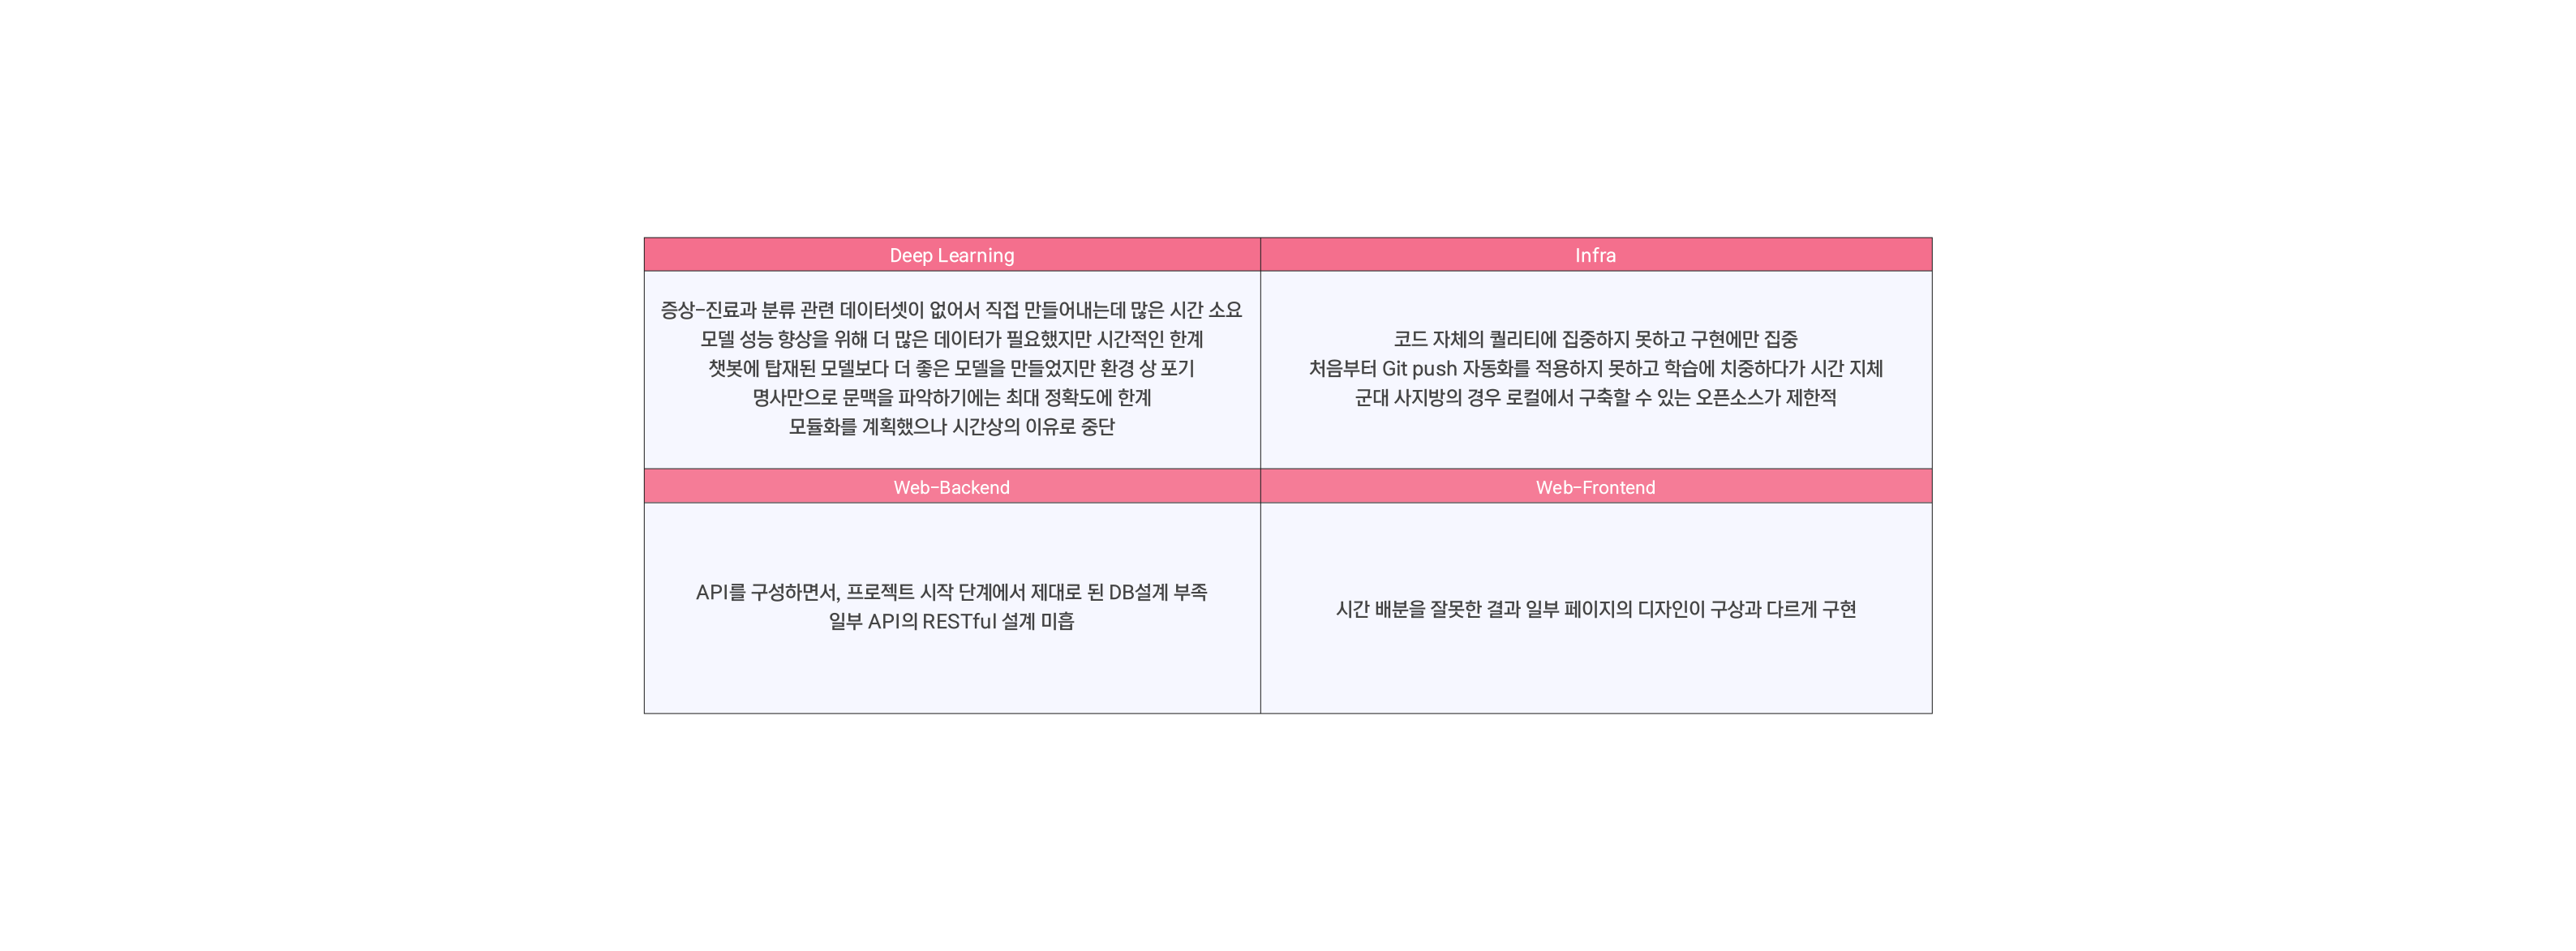 Deep Learning
증상-진료과 분류 관련 데이터셋이 없어서 직접 만들어내는데 많은 시간 소요
모델 성능 향상을 위해 더 많은 데이터가 필요했지만 시간적인 한계
챗봇에 탑재된 모델보다 더 좋은 모델을 만들었지만 환경 상 포기
명사만으로 문맥을 파악하기에는 최대 정확도에 한계
모듈화를 계획했으나 시간상의 이유로 중단
Infra
코드 자체의 퀄리티에 집중하지 못하고 구현에만 집중
처음부터 Git push 자동화를 적용하지 못하고 학습에 치중하다가 시간 지체
군대 사지방의 경우 로컬에서 구축할 수 있는 오픈소스가 제한적
Web-Backend
API를 구성하면서, 프로젝트 시작 단계에서 제대로 된 DB설계 부족
일부 API의 RESTful 설계 미흡
Web-Frontend
시간 배분을 잘못한 결과 일부 페이지의 디자인이 구상과 다르게 구현